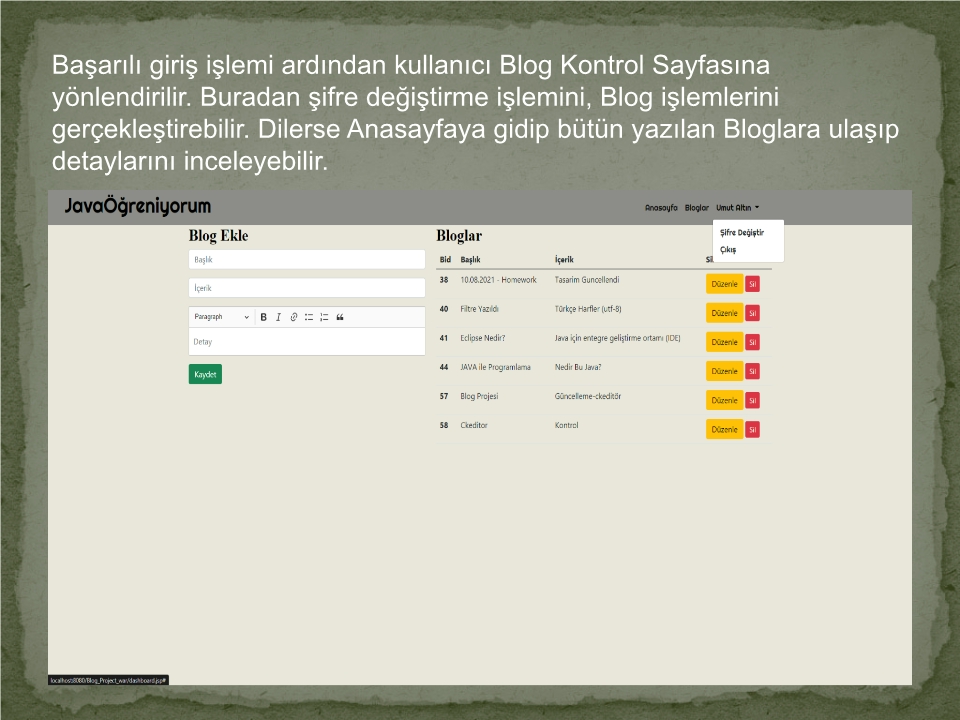 Başarılı giriş işlemi ardından kullanıcı Blog Kontrol Sayfasına
yönlendirilir. Buradan şifre değiştirme işlemini, Blog işlemlerini
gerçekleştirebilir. Dilerse Anasayfaya gidip bütün yazılan Bloglara ulaşıp
detaylarını inceleyebilir.
JavaÖğreniyorum
Anasayfa Bloglar Umut Altın
Şifre Değiştir
Çıkış
Blog Ekle
Başlık
İçerik
Paragraph B I
Detay
Kaydet
Bloglar
Bid Başlık İçerik
38 10.08.2021 - Homework Tasarim Guncellendi Düzenle Sil
40 Filtre Yazıldı Türkçe Harfler (utf-8) Düzenle Sil
41 Eclipse Nedir? Java için entegre geliştirme ortamı (IDE) Düzenle Sil
44 JAVA ile Programlama Nedir Bu Java? Düzenle Sil
57 Blog Projesi Güncelleme-ckeditör Düzenle Sil
58 Ckeditor Kontrol Düzenle Sil
localhost:8080/Blog_Project_war/dashboard.jsp#